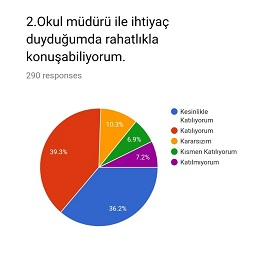 2.Okul müdürü ile ihtiyaç
duyduğumda rahatlıkla
konuşabiliyorum.
290 responses
Kesinlikle
Katılıyorum
Katılıyorum
Kararsızım
Kısmen Katılıyorum
Katılmıyorum
10.3%
6.9%
7.2%
39.3%
36.2%